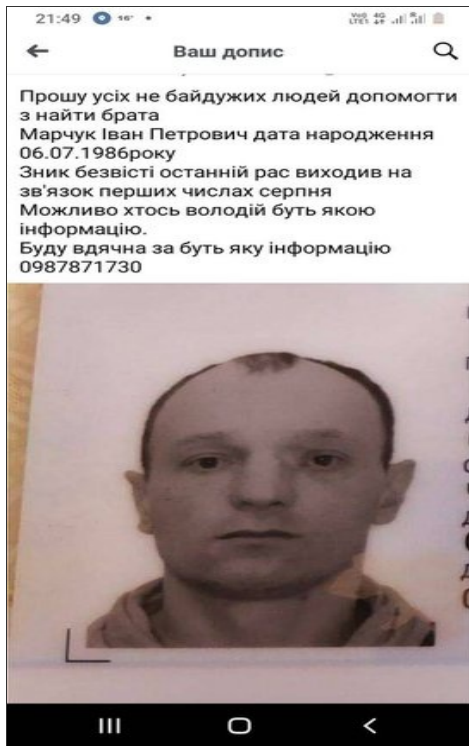 21:49 16°
Ваш допис
Прошу усіх не байдужих людей допомогти
з найти брата
Марчук Іван Петрович дата народження
06.07.1986року
Зник безвісті останній рас виходив на
зв'язок перших числах серпня
Можливо хтось володій буть якою
інформацію.
Буду вдячна за буть яку інформацію
0987871730